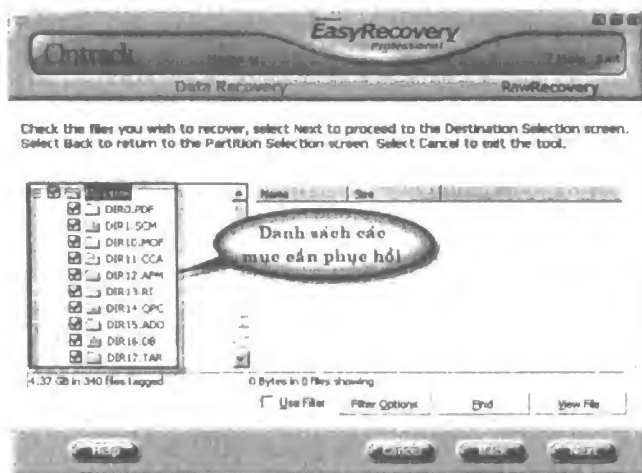 EasyRecovery
Professional
Ontrack
Data Recovery
RawRecovery
Check the files you wish to recover, select Next to proceed to the Destination Selection screen.
Select Back to return to the Partition Selection screen. Select Cancel to exit the tool.
Name Size
DIR0.PDF
DIR1.SCM
DIR10.MOF
DIR11.CCA
DIR12.APM
DIR13.RI
DIR14.QPC
DIR15.ADO
DIR16.DB
DIR17.TAR
Danh sách các
mục cần phục hồi
4.37 GB in 340 files tagged
0 Bytes in 0 files showing
Use Filter Filter Options Find View File
Help Cancel Back Next